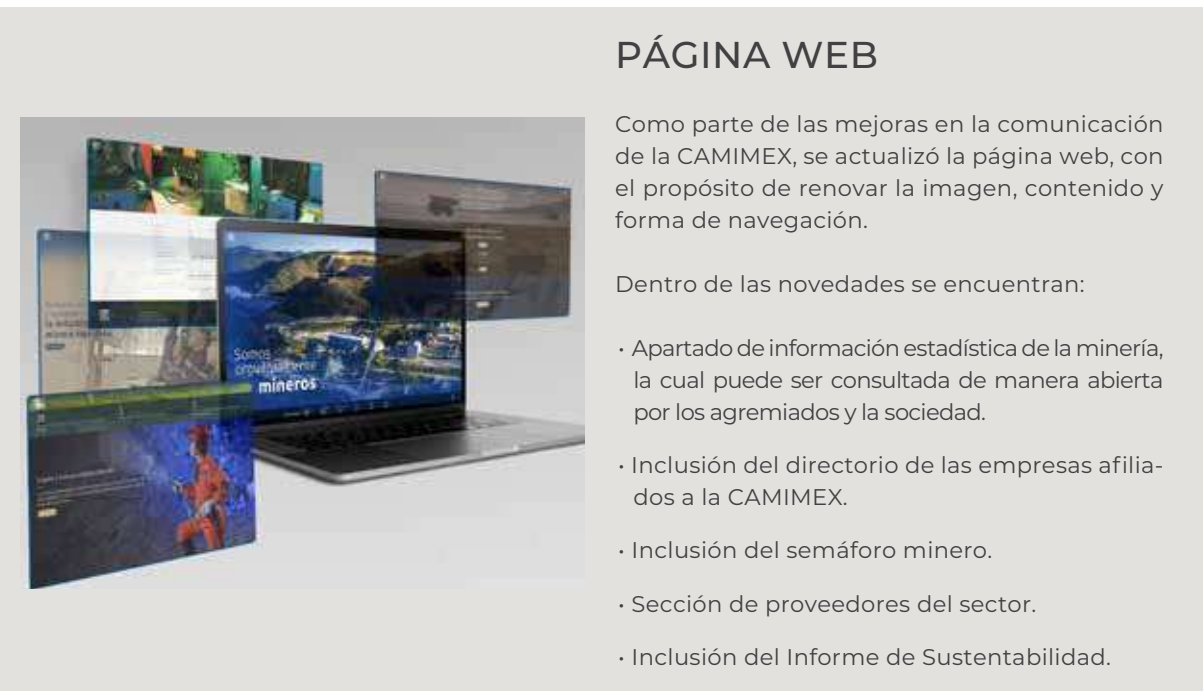 PÁGINA WEB
Como parte de las mejoras en la comunicación
de la CAMIMEX, se actualizó la página web, con
el propósito de renovar la imagen, contenido y
forma de navegación.
Dentro de las novedades se encuentran:
· Apartado de información estadística de la minería,
la cual puede ser consultada de manera abierta
por los agremiados y la sociedad.
· Inclusión del directorio de las empresas afilia-
dos a la CAMIMEX.
· Inclusión del semáforo minero.
· Sección de proveedores del sector.
· Inclusión del Informe de Sustentabilidad.
Somos
orgullosamente
mineros